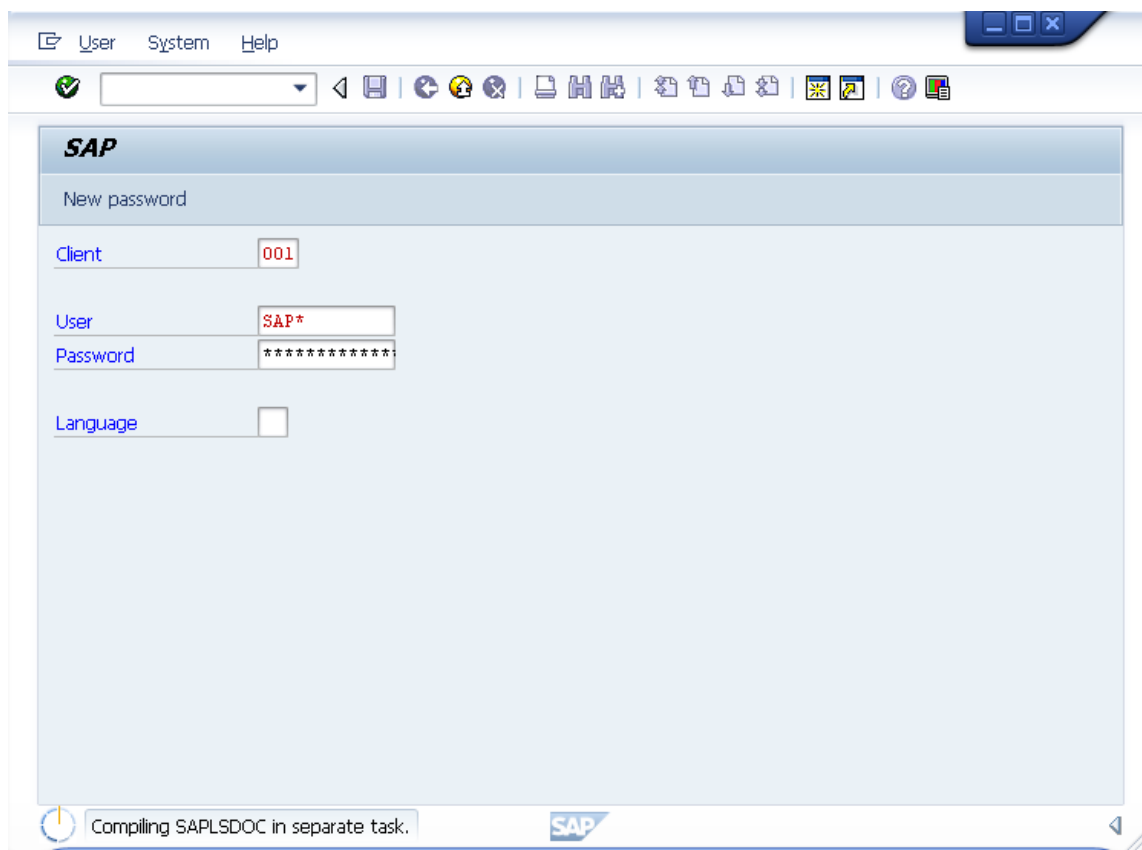 User System Help
SAP
New password
Client 001
User SAP*
Password *************
Language
Compiling SAPLSDOC in separate task.
SAP